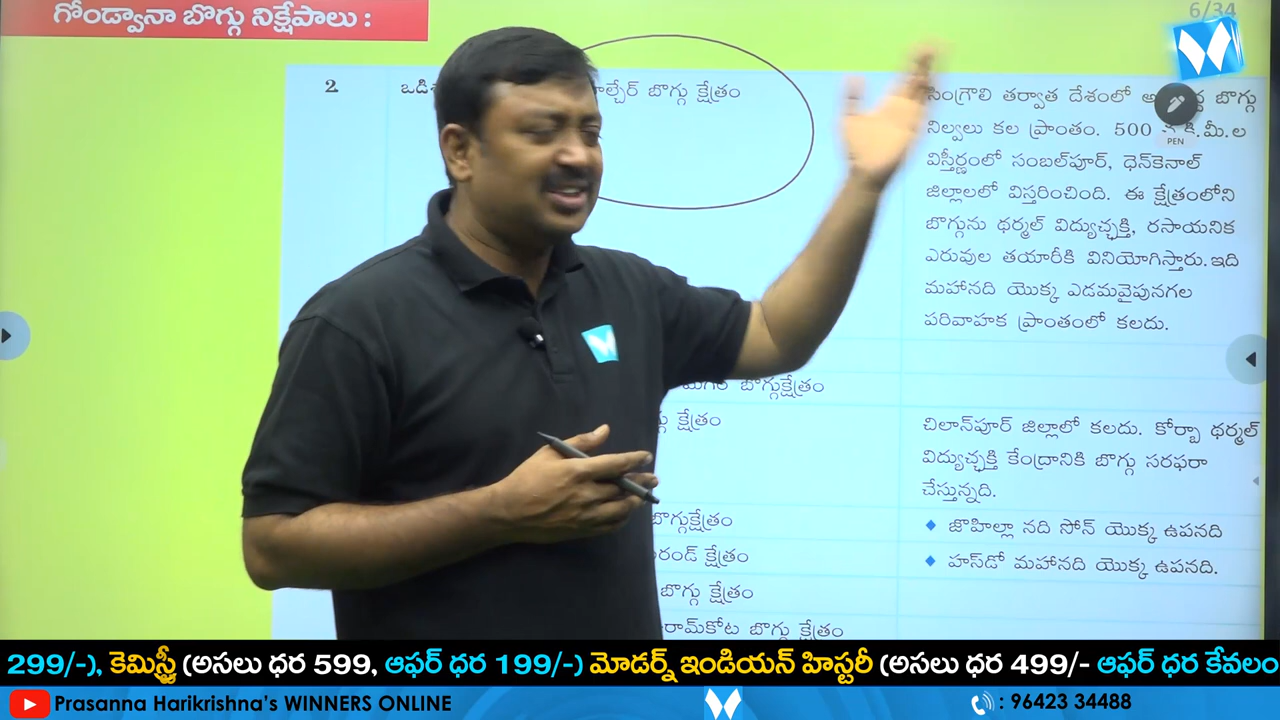 గోండ్వానా బొగ్గు నిక్షేపాలు :
6/34
2
బొగ్గు క్షేత్రం
సింగ్రౌలి తర్వాత దేశంలో బొగ్గు
నిల్వలు కల ప్రాంతం. 500 కి.మీ.ల
PEN
విస్తీర్ణంలో సంబల్‌పూర్, ధెన్‌కెనాల్
జిల్లాలలో విస్తరించింది. ఈ క్షేత్రంలోని
బొగ్గును థర్మల్ విద్యుచ్ఛక్తి, రసాయనిక
ఎరువుల తయారీకి వినియోగిస్తారు.ఇది
మహానది యొక్క ఎడమవైపునగల
పరివాహక ప్రాంతంలో కలదు.
బొగ్గుక్షేత్రం
క్షేత్రం
చిలాన్‌పూర్ జిల్లాలో కలదు. కోర్బా థర్మల్
విద్యుచ్ఛక్తి కేంద్రానికి బొగ్గు సరఫరా
చేస్తున్నది.
బొగ్గుక్షేత్రం
♦ జొహిల్లా నది సోన్ యొక్క ఉపనది
క్షేత్రం
♦ హస్‌డో మహానది యొక్క ఉపనది.
బొగ్గు క్షేత్రం
బొగ్గు క్షేత్రం
299/-), కెమిస్ట్రీ (అసలు ధర 599, ఆఫర్ ధర 199/-) మోడర్న్ ఇండియన్ హిస్టరీ (అసలు ధర 499/- ఆఫర్ ధర కేవలం
Prasanna Harikrishna's WINNERS ONLINE
: 96423 34488